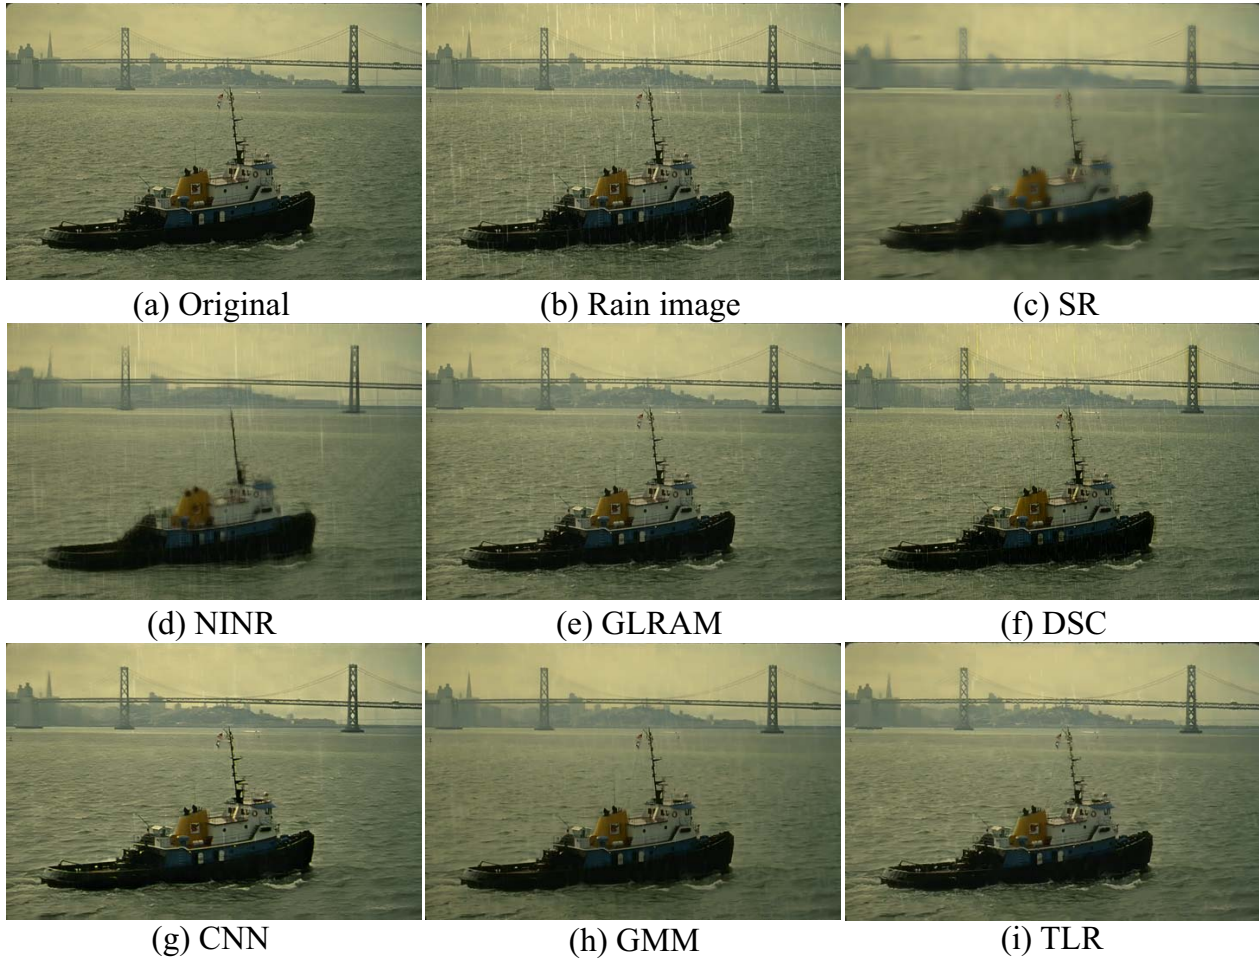 (a) Original
(b) Rain image
(c) SR
(d) NINR
(e) GLRAM
(f) DSC
(g) CNN
(h) GMM
(i) TLR